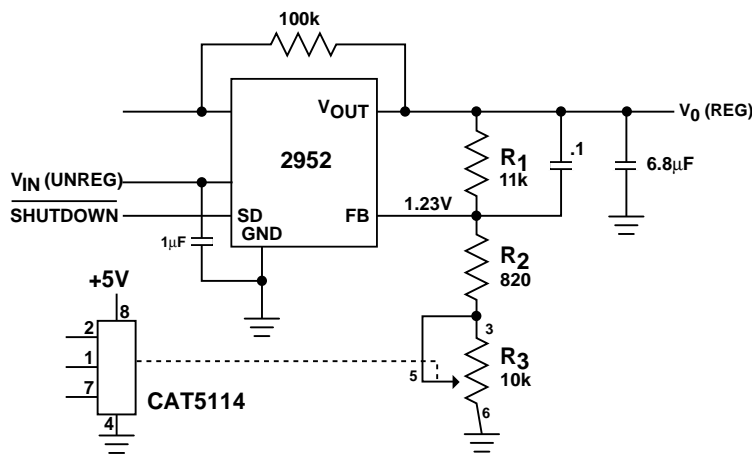 100k
VOUT
V0 (REG)
2952
R1
11k
.1
6.8µF
VIN (UNREG)
1.23V
SHUTDOWN
SD
FB
GND
1µF
R2
820
+5V
8
2
3
1
R3
10k
5
7
CAT5114
4
6